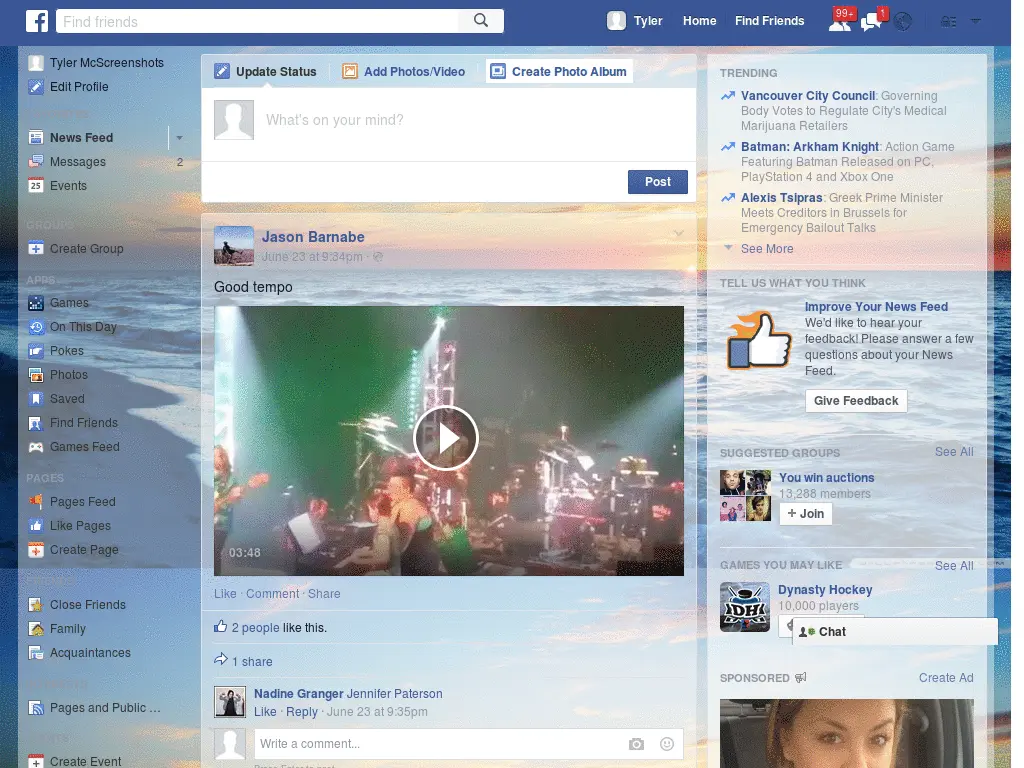 Find friends
Tyler
Home
Find Friends
99+
1
Tyler McScreenshots
Edit Profile
News Feed
Messages
2
Events
GROUPS
Create Group
APPS
Games
On This Day
Pokes
Photos
Saved
Find Friends
Games Feed
PAGES
Pages Feed
Like Pages
Create Page
Close Friends
Family
Acquaintances
Pages and Public ...
Create Event
Update Status
Add Photos/Video
Create Photo Album
What's on your mind?
Post
Jason Barnabe
June 23 at 9:34pm ·
Good tempo
03:48
Like · Comment · Share
2 people like this.
1 share
Nadine Granger Jennifer Paterson
Like · Reply · June 23 at 9:35pm
Write a comment...
TRENDING
Vancouver City Council: Governing
Body Votes to Regulate City's Medical
Marijuana Retailers
Batman: Arkham Knight: Action Game
Featuring Batman Released on PC,
PlayStation 4 and Xbox One
Alexis Tsipras: Greek Prime Minister
Meets Creditors in Brussels for
Emergency Bailout Talks
See More
TELL US WHAT YOU THINK
Improve Your News Feed
We'd like to hear your
feedback! Please answer a few
questions about your News
Feed.
Give Feedback
SUGGESTED GROUPS
See All
You win auctions
13,288 members
+ Join
GAMES YOU MAY LIKE
See All
Dynasty Hockey
10,000 players
DHL
Chat
SPONSORED
Create Ad